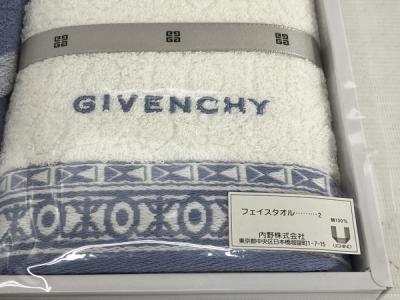 GIVENCHY
フェイスタオル………2
綿100%
内野株式会社
東京都中央区日本橋堀留町1-7-15
UCHINO